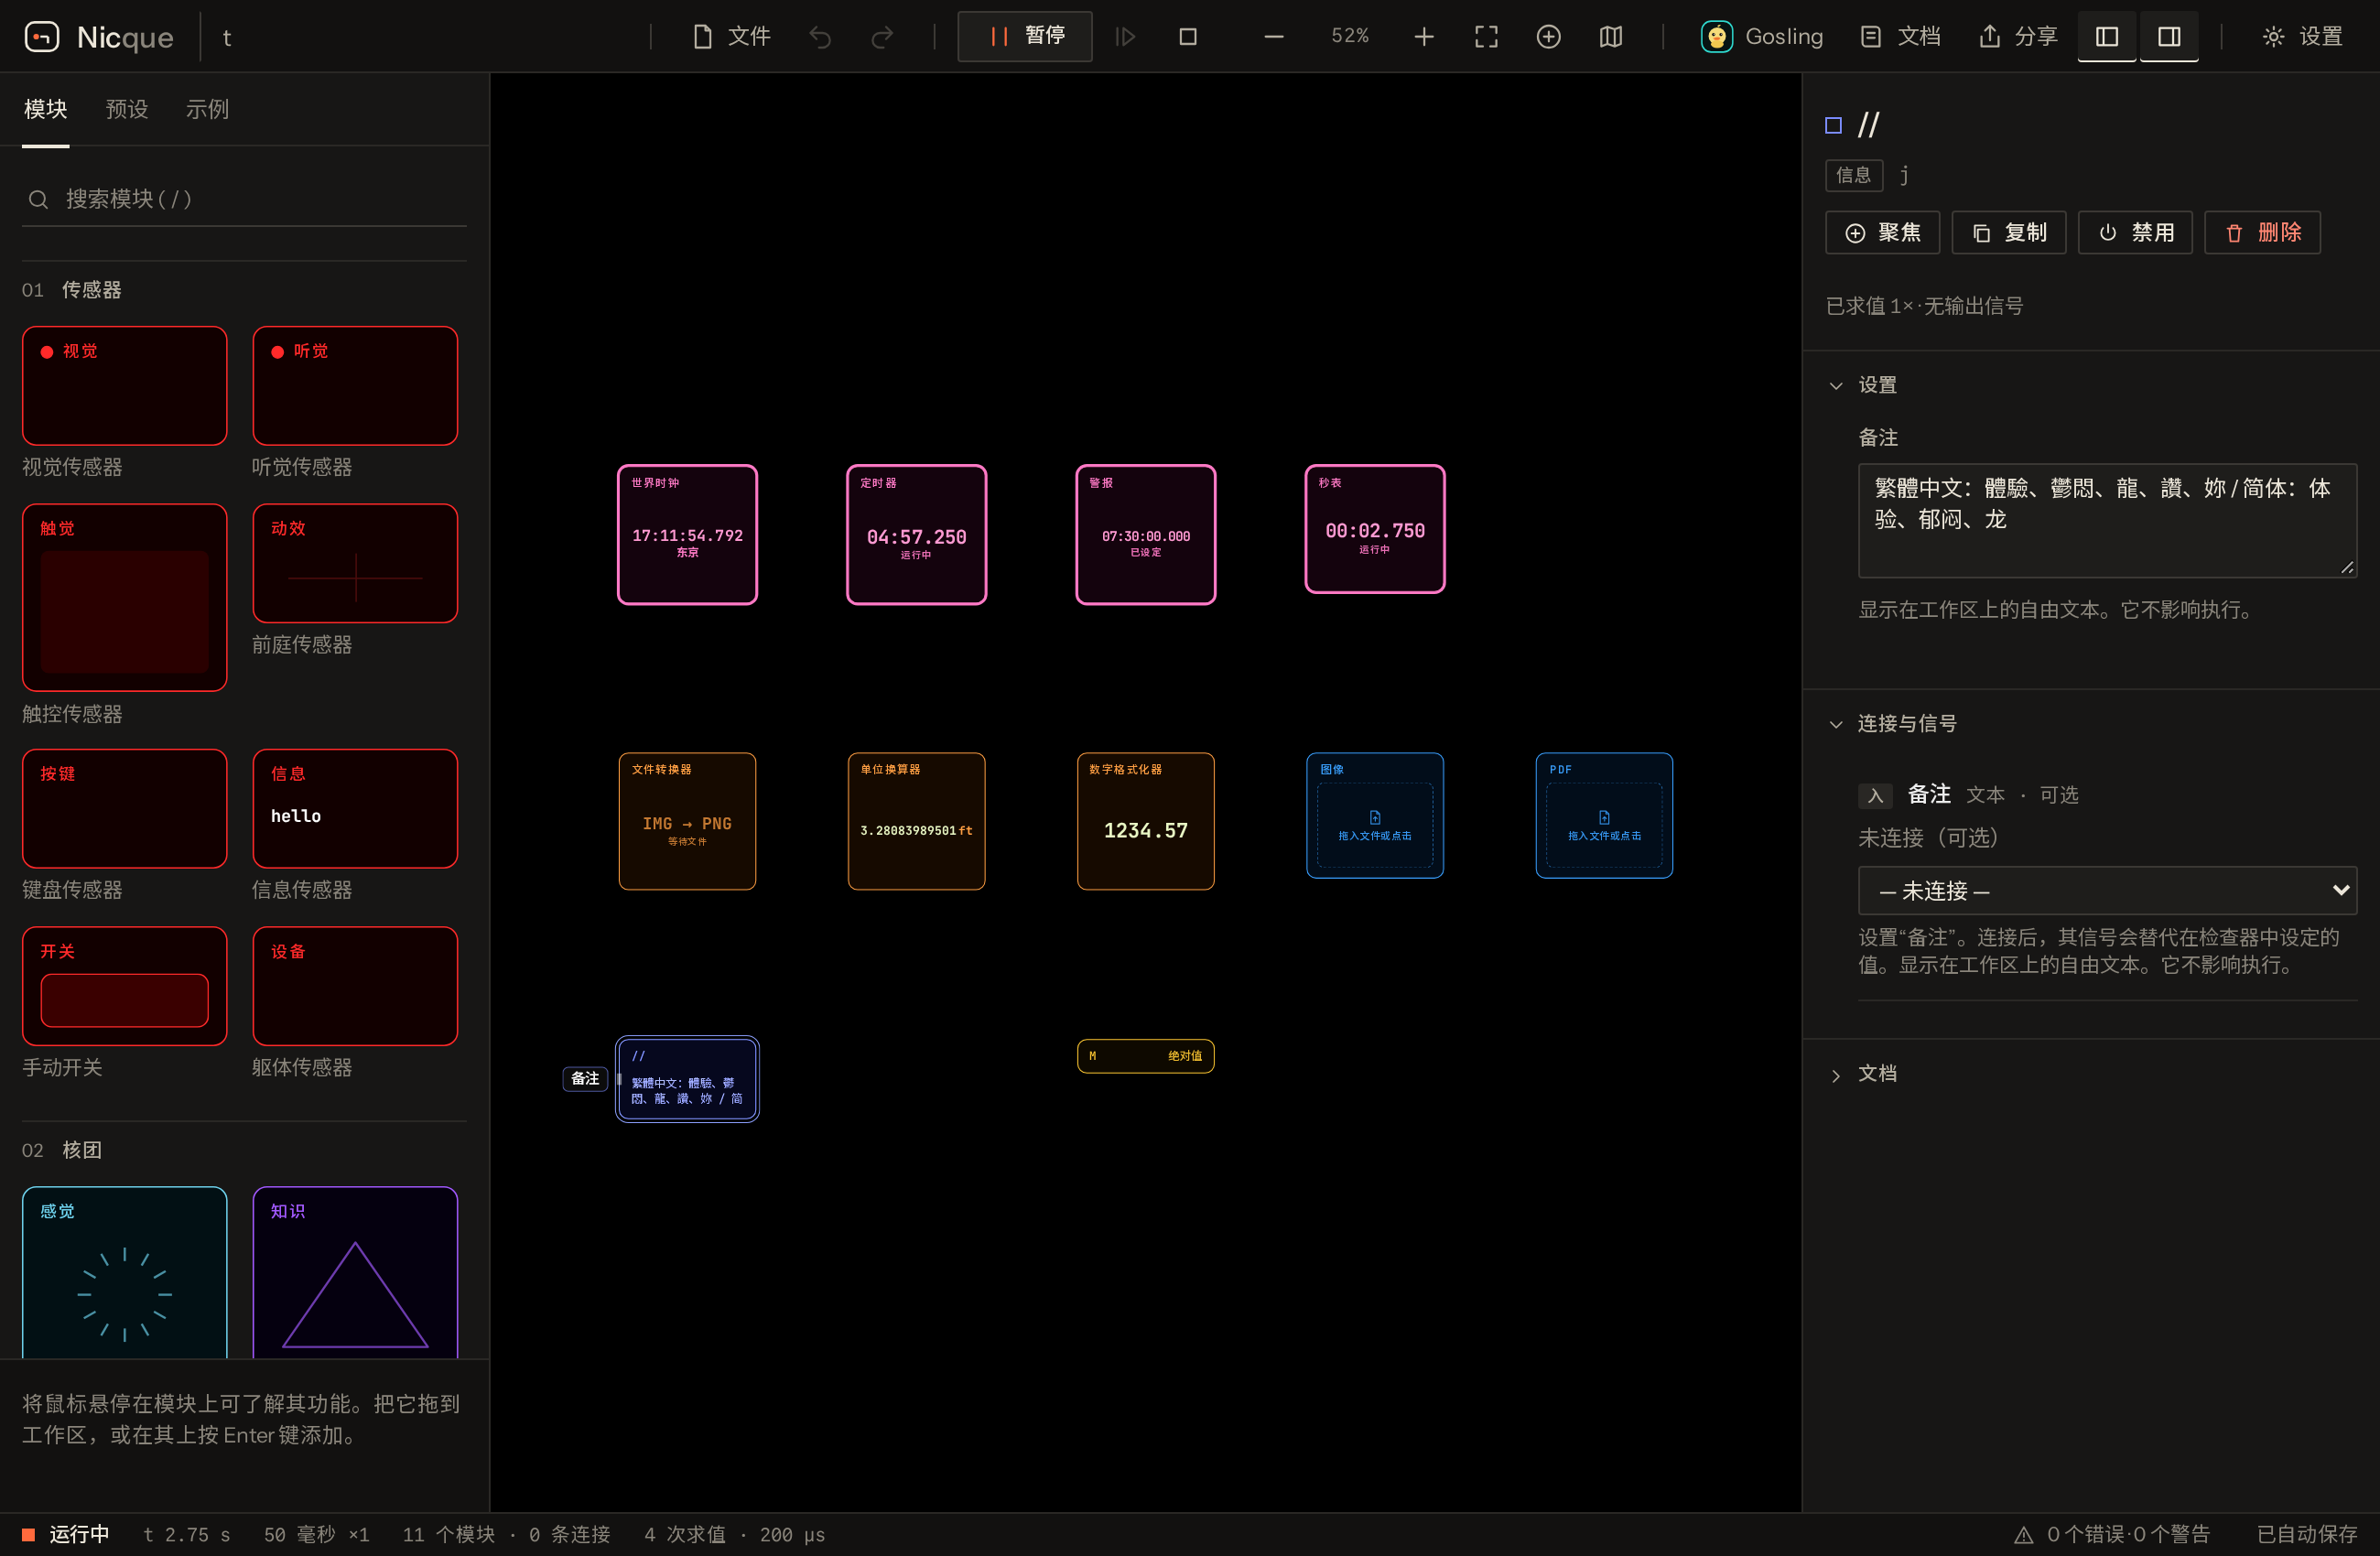 Nicque
t
文件
暂停
52%
Gosling
文档
分享
设置
模块
预设
示例
搜索模块 ( / )
01 传感器
视觉
听觉
视觉传感器
听觉传感器
触觉
动效
前庭传感器
触控传感器
按键
信息
hello
键盘传感器
信息传感器
开关
设备
手动开关
躯体传感器
02 核团
感觉
知识
将鼠标悬停在模块上可了解其功能。把它拖到
工作区，或在其上按 Enter 键添加。
世界时钟
17:11:54.792
东京
定时器
04:57.250
运行中
警报
07:30:00.000
已设定
秒表
00:02.750
运行中
文件转换器
IMG → PNG
等待文件
单位换算器
3.28083989501 ft
数字格式化器
1234.57
图像
拖入文件或点击
PDF
拖入文件或点击
备注
//
繁體中文：體驗、鬱
悶、龍、讚、妳 / 简
M 绝对值
//
信息 j
聚焦
复制
禁用
删除
已求值 1× · 无输出信号
设置
备注
繁體中文：體驗、鬱悶、龍、讚、妳 / 简体：体
验、郁闷、龙
显示在工作区上的自由文本。它不影响执行。
连接与信号
入 备注 文本 · 可选
未连接（可选）
— 未连接 —
设置“备注”。连接后，其信号会替代在检查器中设定的
值。显示在工作区上的自由文本。它不影响执行。
文档
运行中
t 2.75 s
50 毫秒 ×1
11 个模块 · 0 条连接
4 次求值 · 200 µs
0 个错误 · 0 个警告
已自动保存